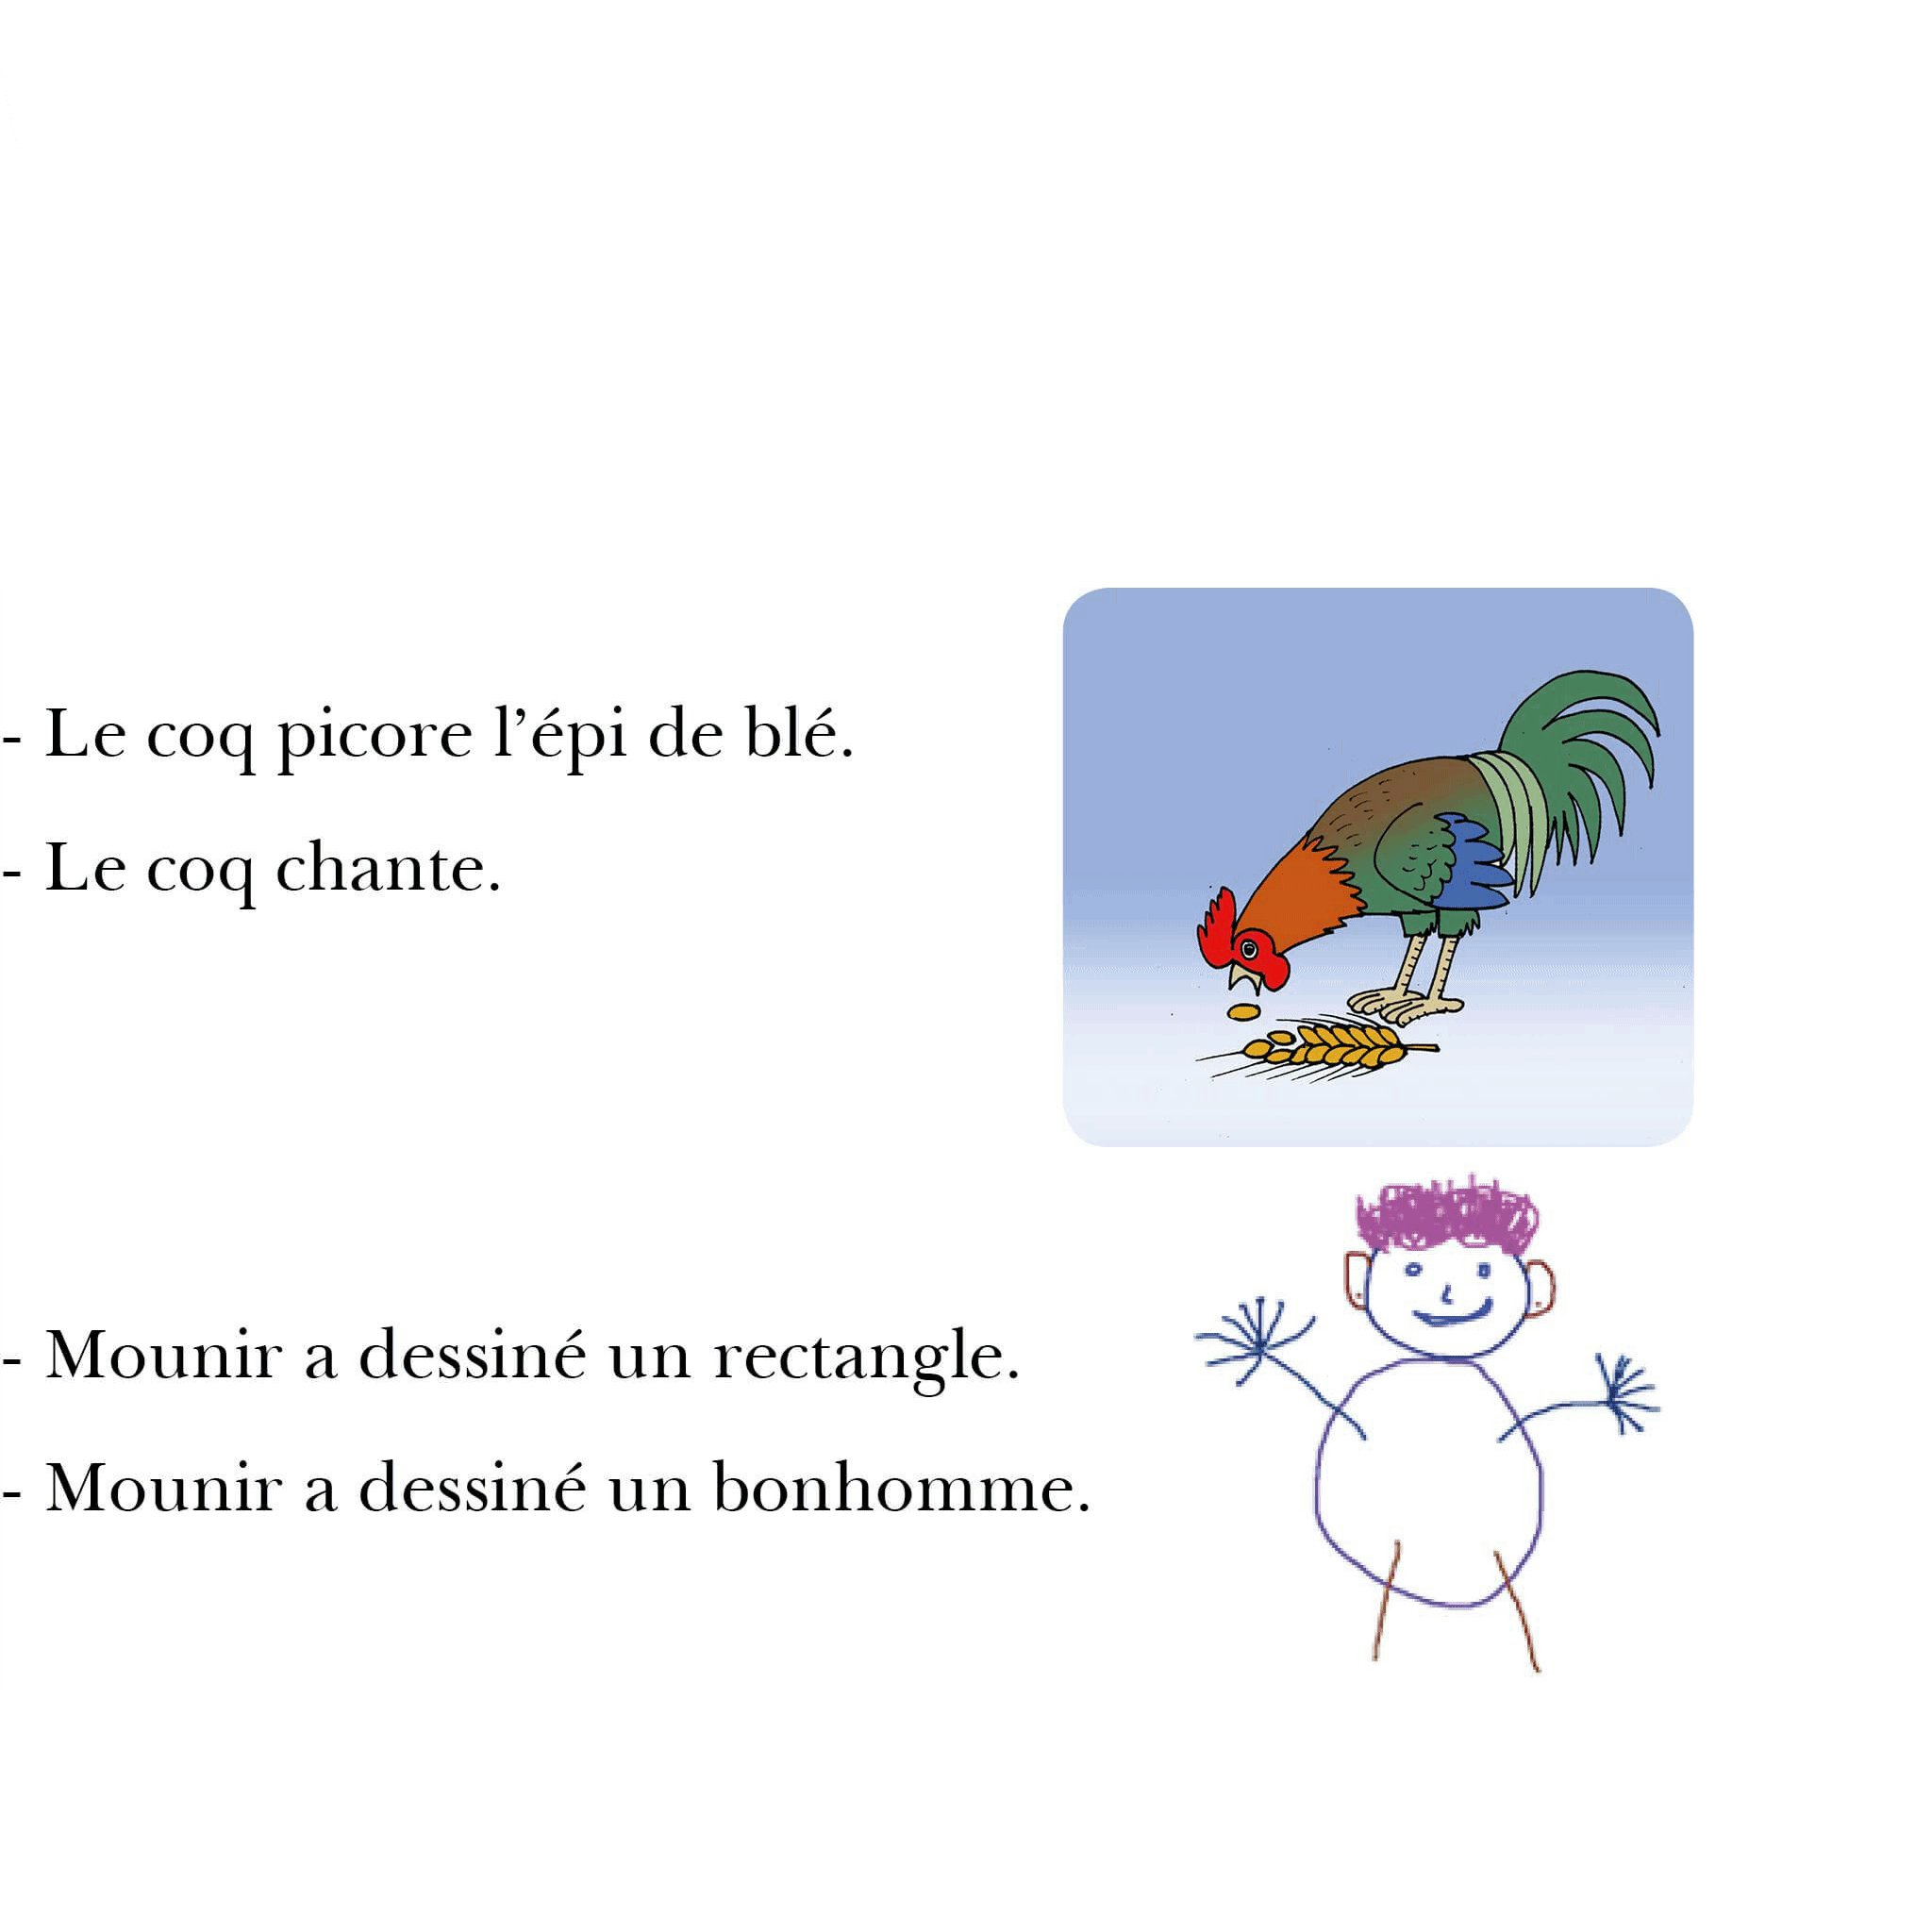 - Le coq picore l’épi de blé.
- Le coq chante.
- Mounir a dessiné un rectangle.
- Mounir a dessiné un bonhomme.